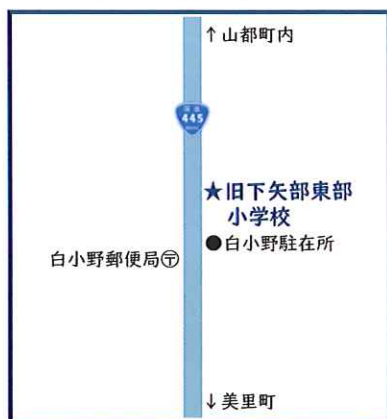 ↑山都町内
445
★旧下矢部東部
小学校
●白小野駐在所
白小野郵便局〶
↓美里町